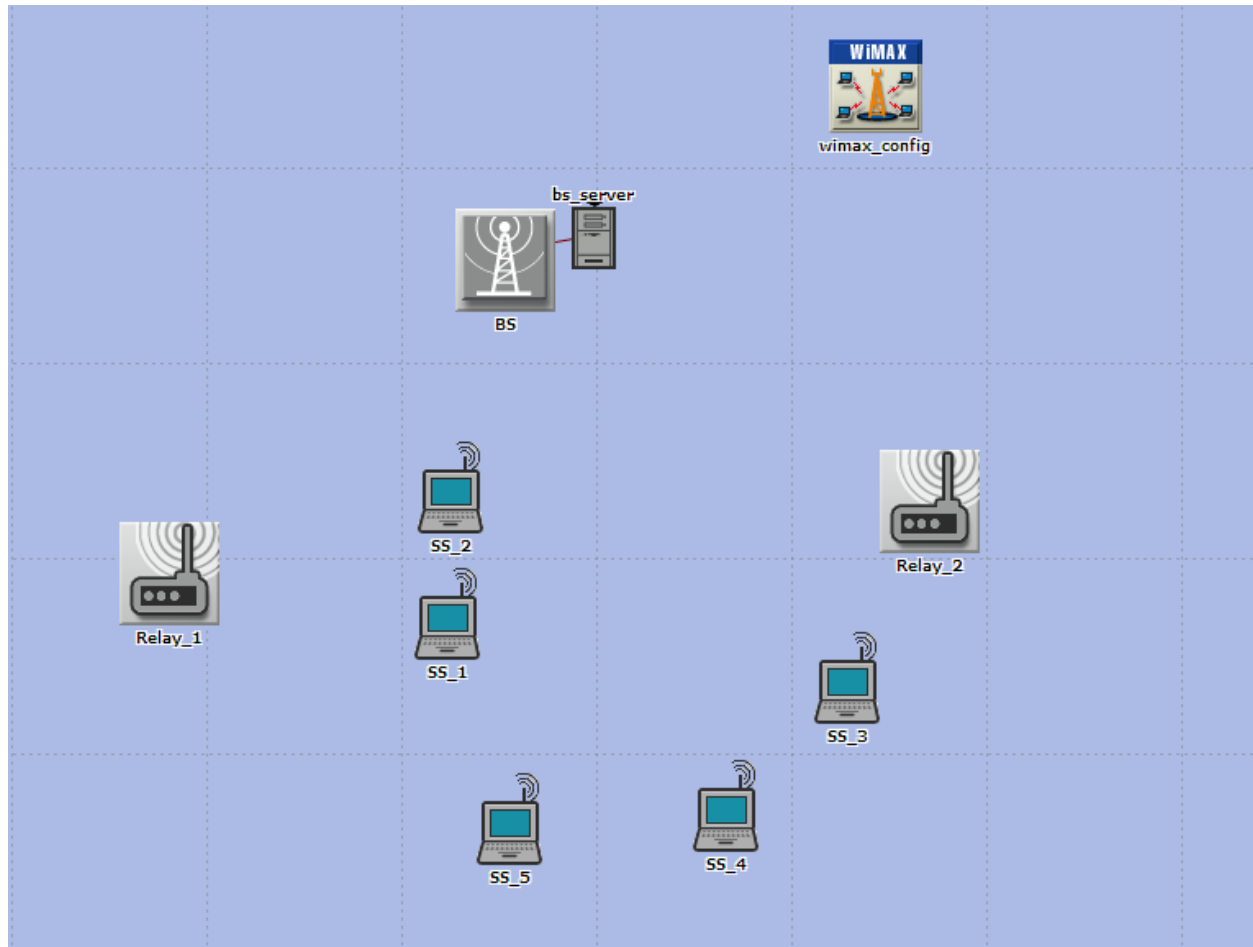 WiMAX
wimax_config
bs_server
BS
SS_2
Relay_2
Relay_1
SS_1
SS_3
SS_4
SS_5